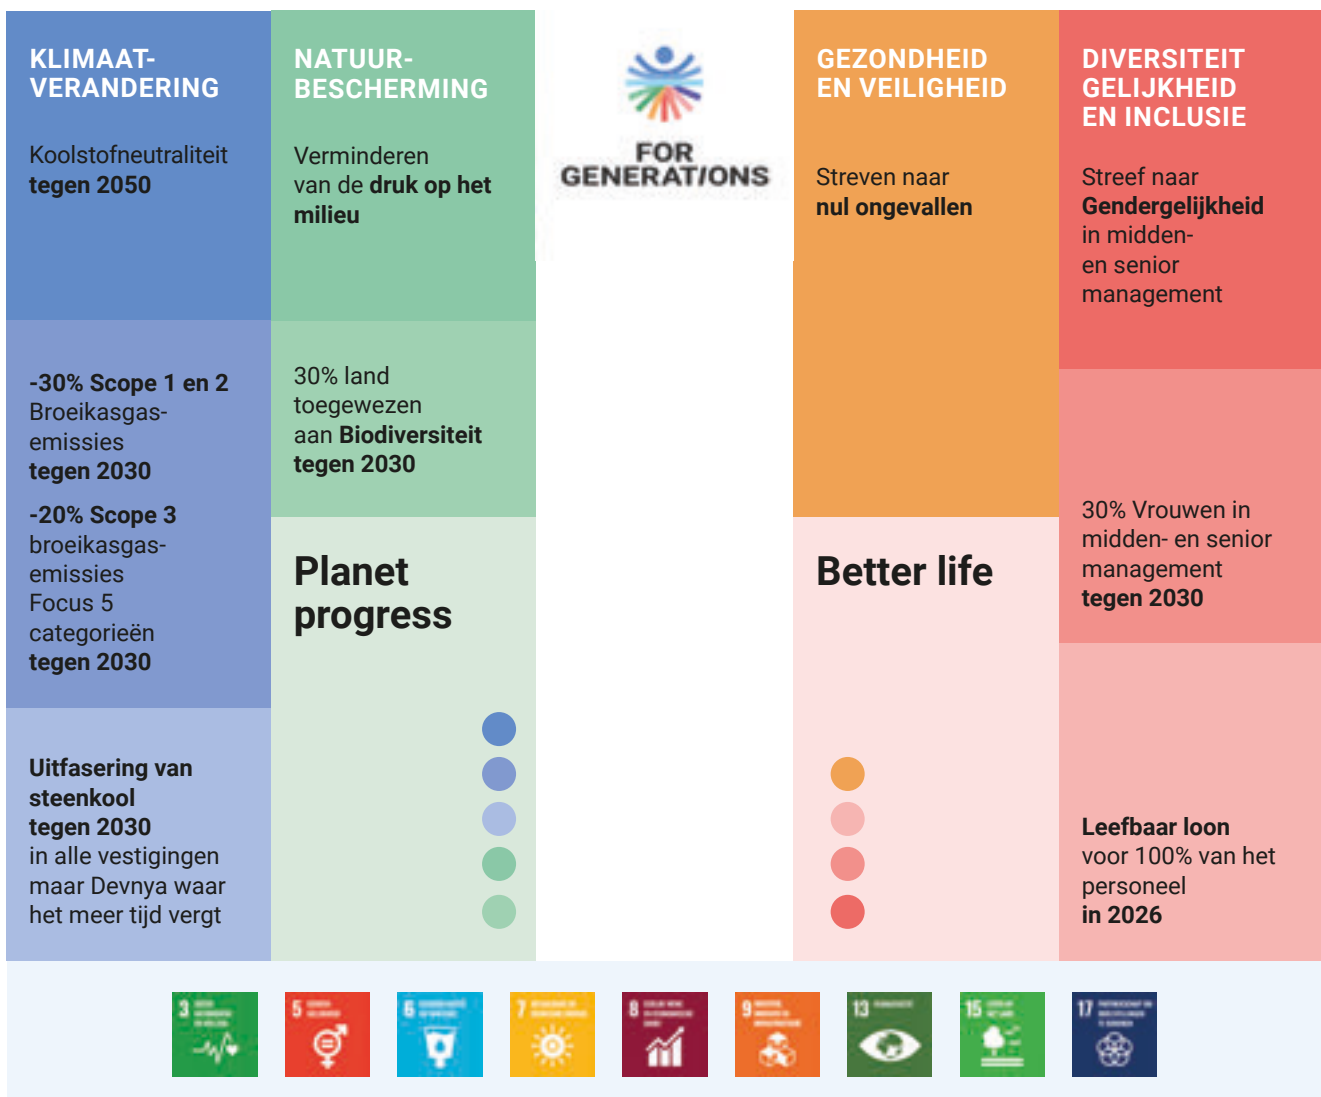 KLIMAAT-
VERANDERING
Koolstofneutraliteit
tegen 2050
-30% Scope 1 en 2
Broeikasgas-
emissies
tegen 2030
-20% Scope 3
broeikasgas-
emissies
Focus 5
categorieën
tegen 2030
Uitfasering van
steenkool
tegen 2030
in alle vestigingen
maar Devnya waar
het meer tijd vergt
NATUUR-
BESCHERMING
Verminderen
van de druk op het
milieu
30% land
toegewezen
aan Biodiversiteit
tegen 2030
Planet
progress
FOR
GENERATIONS
GEZONDHEID
EN VEILIGHEID
Streven naar
nul ongevallen
Better life
DIVERSITEIT
GELIJKHEID
EN INCLUSIE
Streef naar
Gendergelijkheid
in midden-
en senior
management
30% Vrouwen in
midden- en senior
management
tegen 2030
Leefbaar loon
voor 100% van het
personeel
in 2026
3
5
6
7
8
9
13
15
17